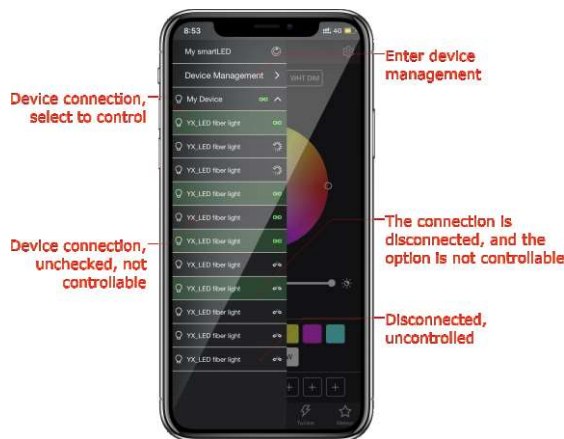 8:53
4G
My smartLED
Device Management
My Device
YX_LED fiber light
YX_LED fiber light
YX_LED fiber light
YX_LED fiber light
YX_LED fiber light
YX_LED fiber light
YX_LED fiber light
YX_LED fiber light
YX_LED fiber light
YX_LED fiber light
YX_LED fiber light
WHT DIM
W
Device connection,
select to control
Device connection,
unchecked, not
controllable
Enter device
management
The connection is
disconnected, and the
option is not controllable
Disconnected,
uncontrolled